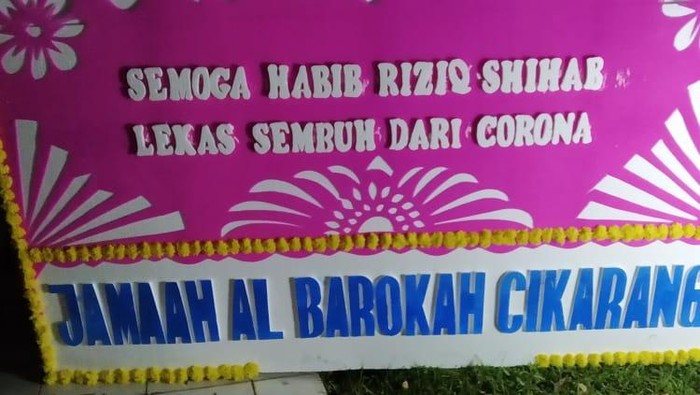 SEMOGA HABIB RIZIQ SHIHAB
LEKAS SEMBUH DARI CORONA
JAMAAH AL BAROKAH CIKARANG